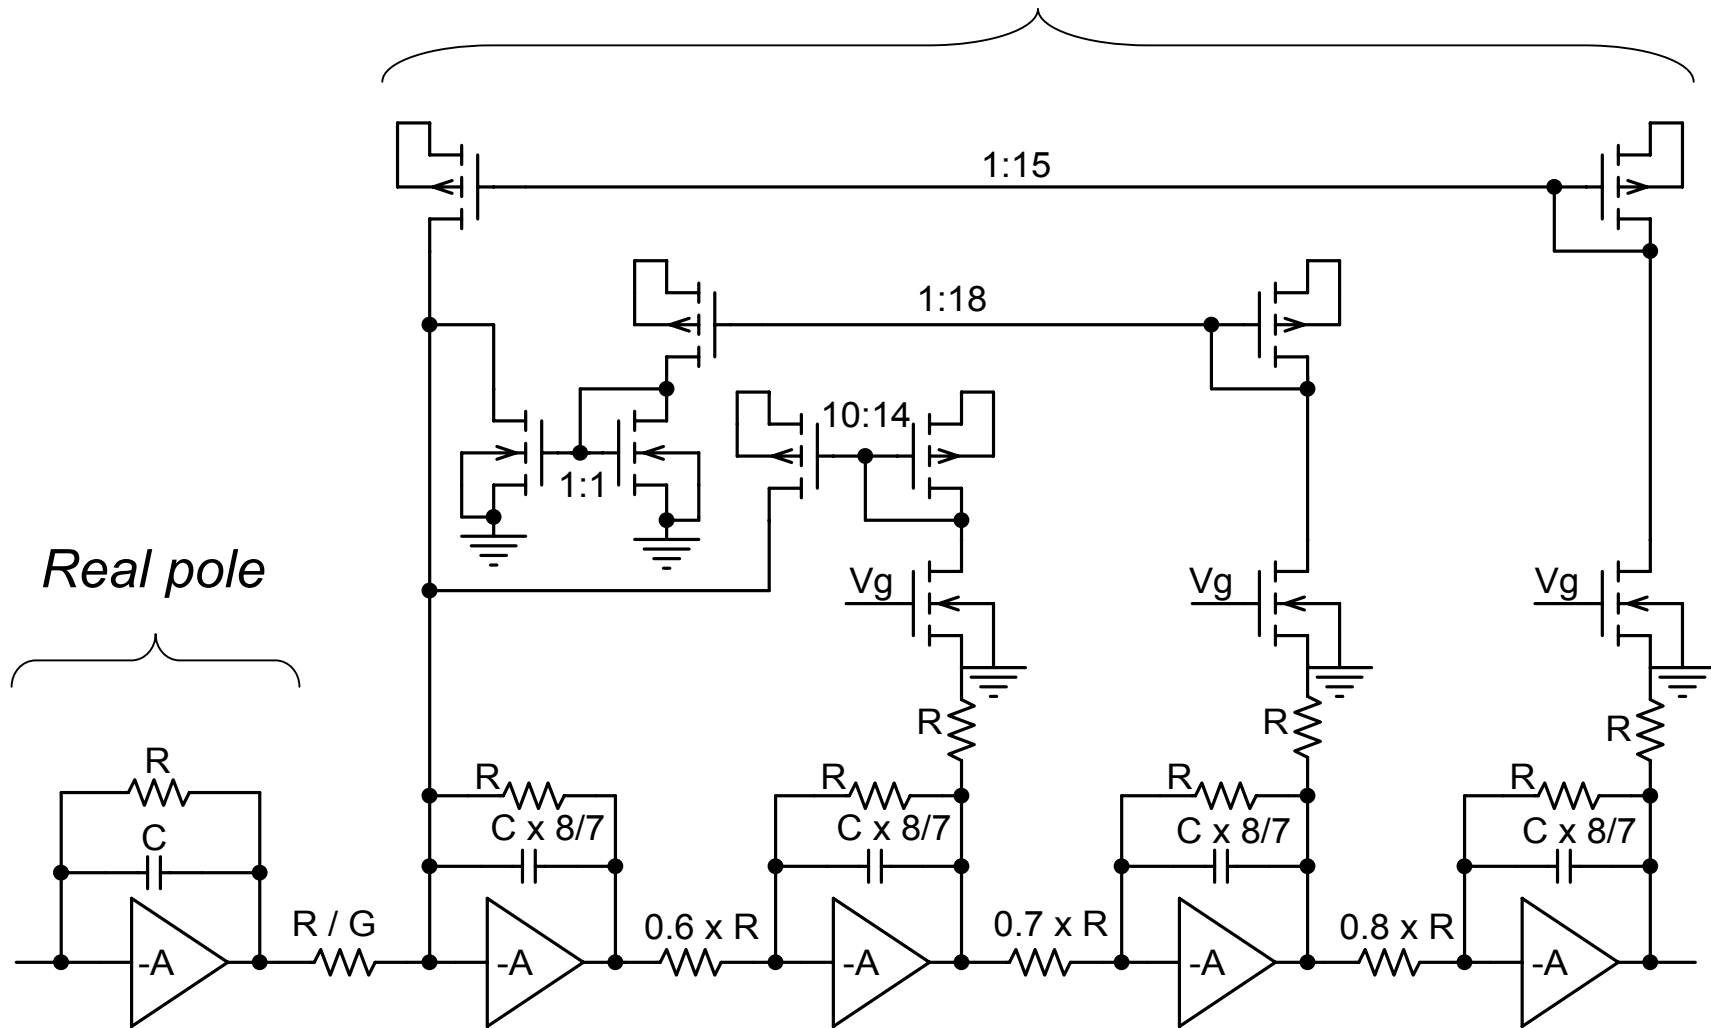 1:15
1:18
10:14
1:1
Real pole
Vg
Vg
Vg
R
R
R
R
R
R
R
R
C
C x 8/7
C x 8/7
C x 8/7
C x 8/7
R / G
0.6 x R
0.7 x R
0.8 x R
-A
-A
-A
-A
-A